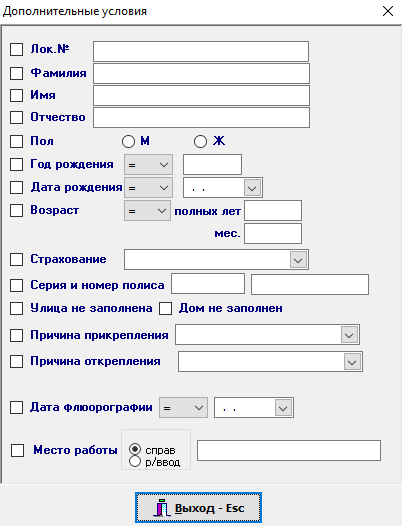 Дополнительные условия
Лок.№
Фамилия
Имя
Отчество
Пол М Ж
Год рождения =
Дата рождения = . .
Возраст = полных лет
мес.
Страхование
Серия и номер полиса
Улица не заполнена Дом не заполнен
Причина прикрепления
Причина открепления
Дата флюорографии = . .
Место работы справ
р/ввод
Выход - Esc